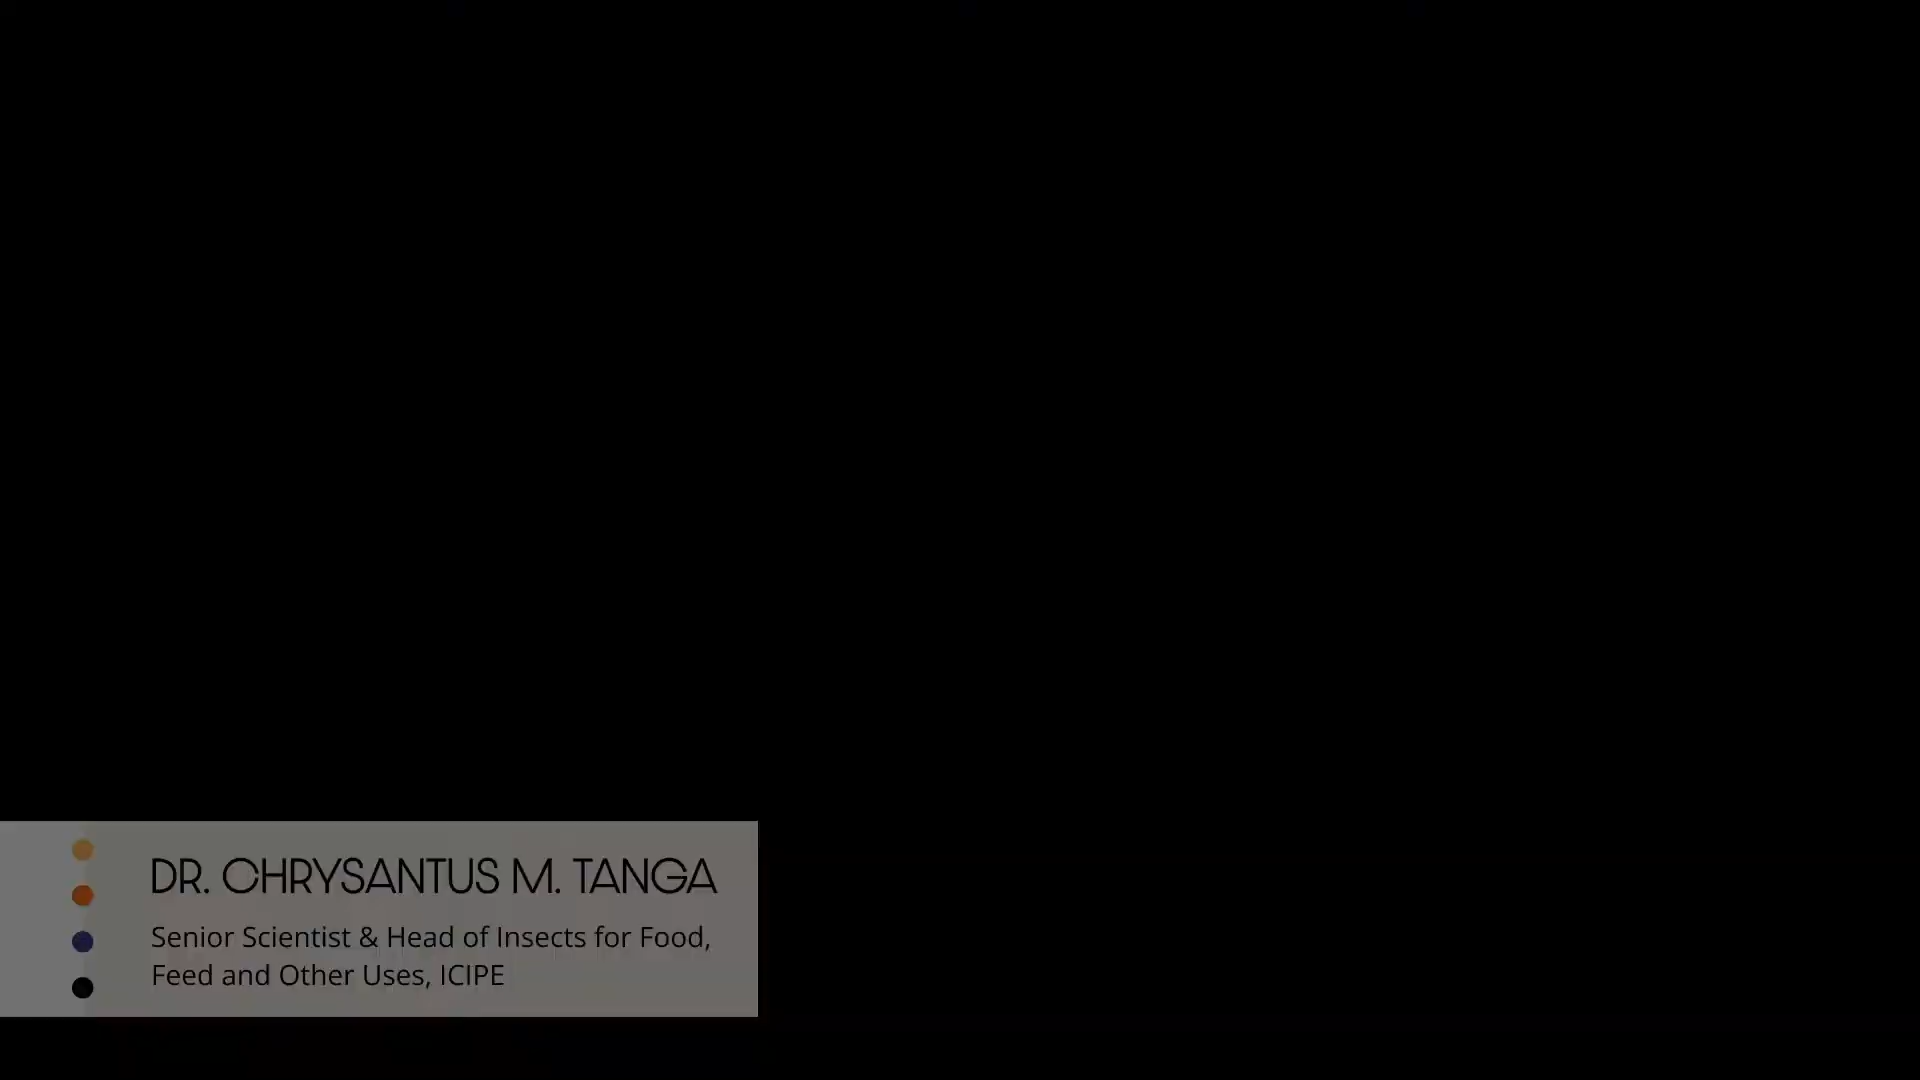 DR. CHRYSANTUS M. TANGA
Senior Scientist & Head of Insects for Food,
Feed and Other Uses, ICIPE